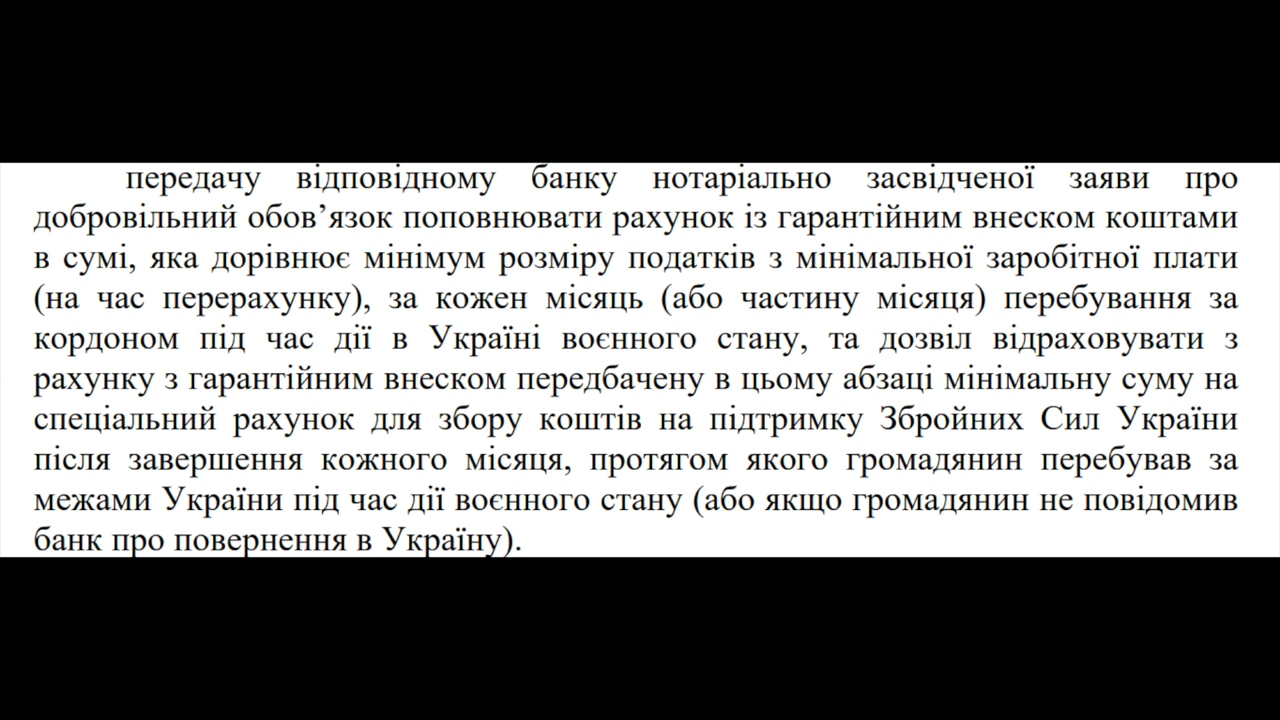 передачу відповідному банку нотаріально засвідченої заяви про
добровільний обов’язок поповнювати рахунок із гарантійним внеском коштами
в сумі, яка дорівнює мінімум розміру податків з мінімальної заробітної плати
(на час перерахунку), за кожен місяць (або частину місяця) перебування за
кордоном під час дії в Україні воєнного стану, та дозвіл відраховувати з
рахунку з гарантійним внеском передбачену в цьому абзаці мінімальну суму на
спеціальний рахунок для збору коштів на підтримку Збройних Сил України
після завершення кожного місяця, протягом якого громадянин перебував за
межами України під час дії воєнного стану (або якщо громадянин не повідомив
банк про повернення в Україну).